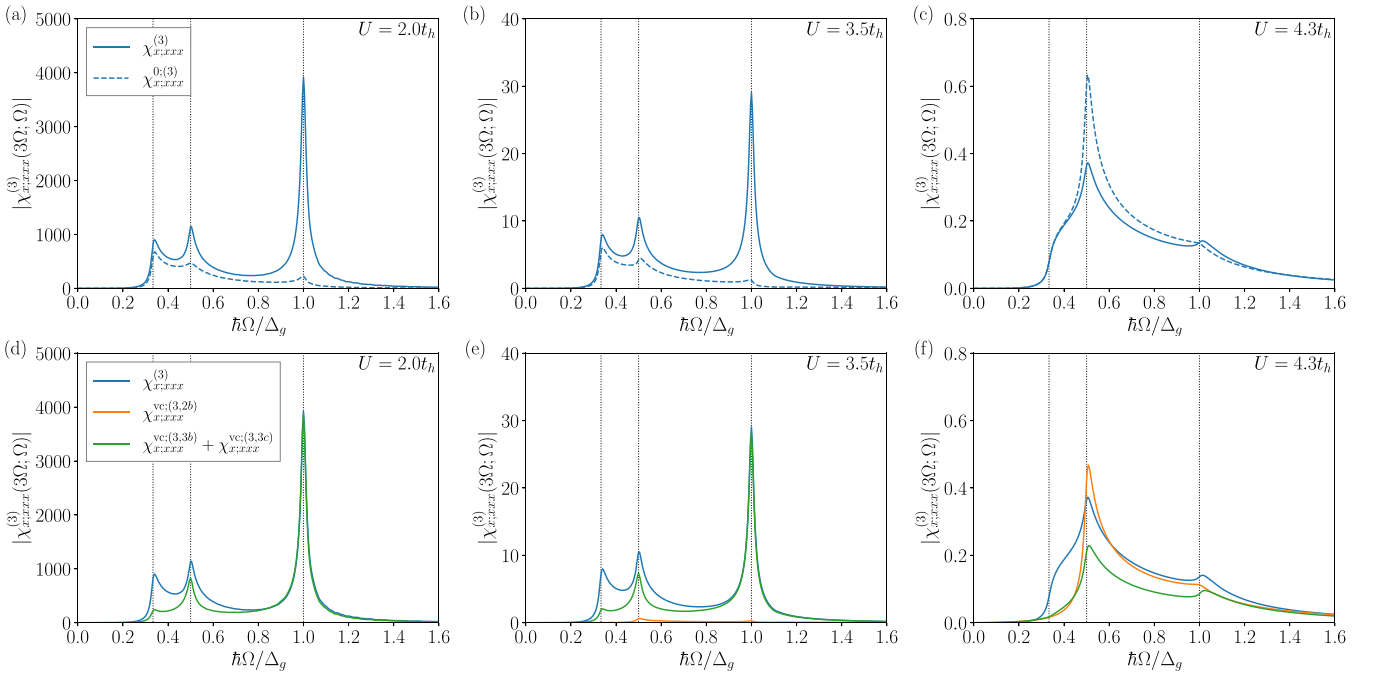 (a)
U = 2.0t_h
χ^{(3)}_{x;xxx}
χ^{0;(3)}_{x;xxx}
|χ^{(3)}_{x;xxx}(3Ω; Ω)|
5000
4000
3000
2000
1000
0
0.0 0.2 0.4 0.6 0.8 1.0 1.2 1.4 1.6
ħΩ/Δ_g
(b)
U = 3.5t_h
|χ^{(3)}_{x;xxx}(3Ω; Ω)|
40
30
20
10
0
0.0 0.2 0.4 0.6 0.8 1.0 1.2 1.4 1.6
ħΩ/Δ_g
(c)
U = 4.3t_h
|χ^{(3)}_{x;xxx}(3Ω; Ω)|
0.8
0.6
0.4
0.2
0.0
0.0 0.2 0.4 0.6 0.8 1.0 1.2 1.4 1.6
ħΩ/Δ_g
(d)
U = 2.0t_h
χ^{(3)}_{x;xxx}
χ^{vc;(3,2b)}_{x;xxx}
χ^{vc;(3,3b)}_{x;xxx} + χ^{vc;(3,3c)}_{x;xxx}
|χ^{(3)}_{x;xxx}(3Ω; Ω)|
5000
4000
3000
2000
1000
0
0.0 0.2 0.4 0.6 0.8 1.0 1.2 1.4 1.6
ħΩ/Δ_g
(e)
U = 3.5t_h
|χ^{(3)}_{x;xxx}(3Ω; Ω)|
40
30
20
10
0
0.0 0.2 0.4 0.6 0.8 1.0 1.2 1.4 1.6
ħΩ/Δ_g
(f)
U = 4.3t_h
|χ^{(3)}_{x;xxx}(3Ω; Ω)|
0.8
0.6
0.4
0.2
0.0
0.0 0.2 0.4 0.6 0.8 1.0 1.2 1.4 1.6
ħΩ/Δ_g